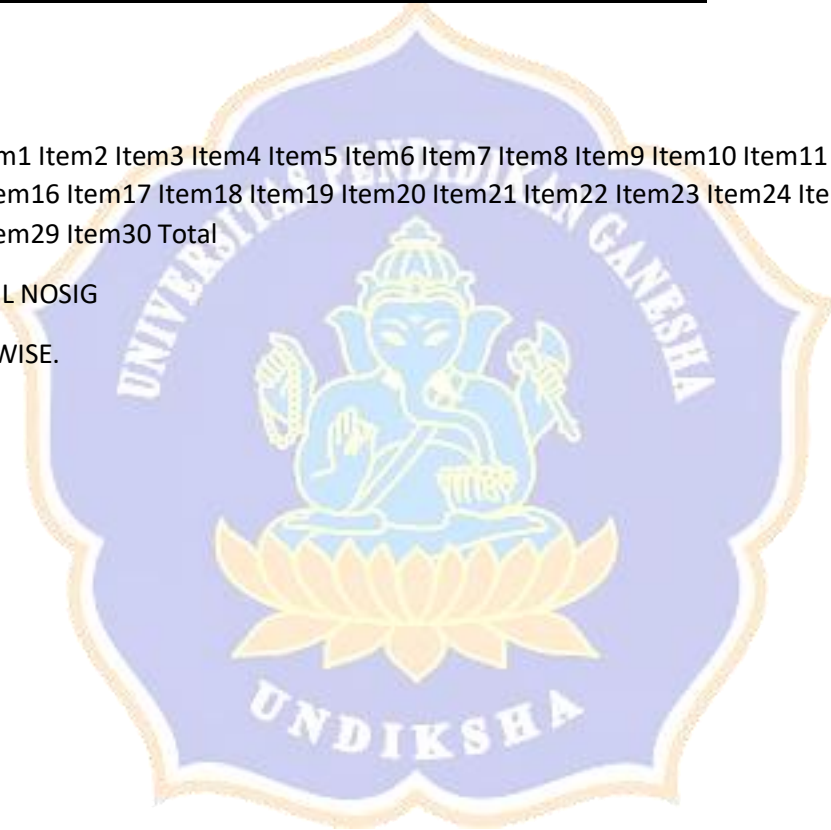 m1 Item2 Item3 Item4 Item5 Item6 Item7 Item8 Item9 Item10 Item11
em16 Item17 Item18 Item19 Item20 Item21 Item22 Item23 Item24 Ite
em29 Item30 Total
L NOSIG
WISE.
UNIVERSITAS PENDIDIKAN GANESHA
UNDIKSHA